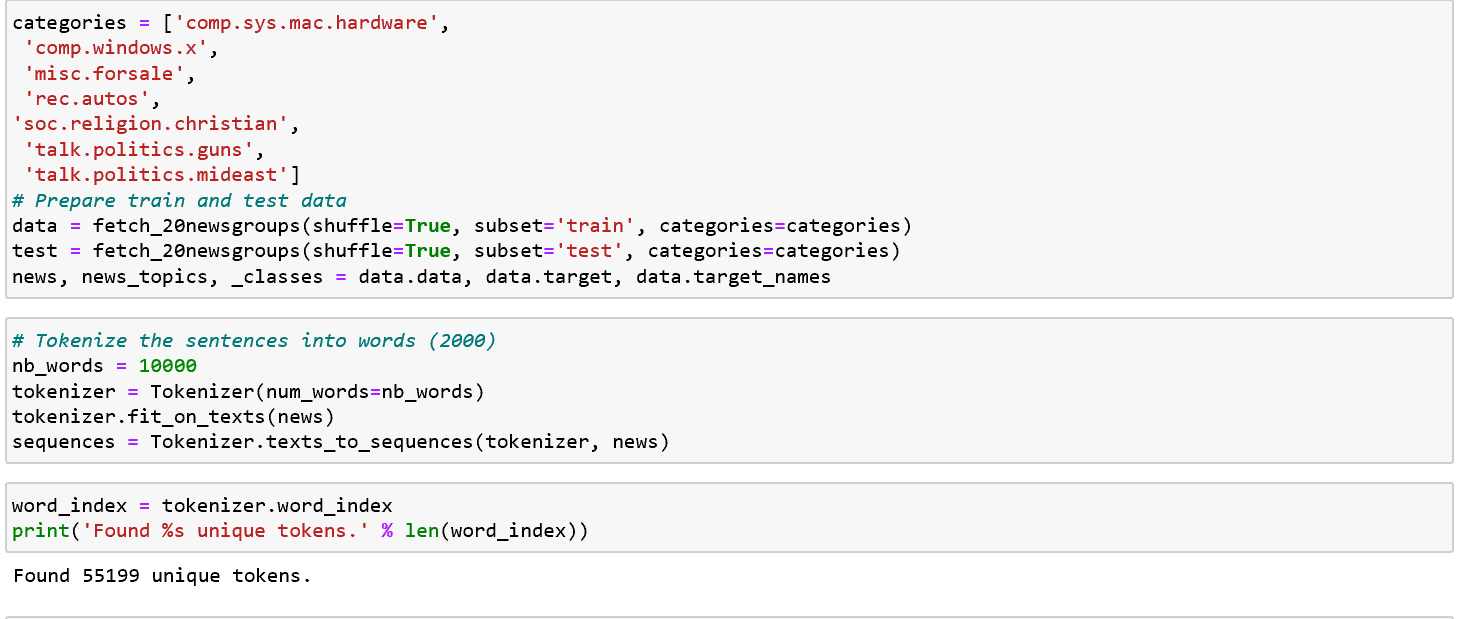 categories = ['comp.sys.mac.hardware',
 'comp.windows.x',
 'misc.forsale',
 'rec.autos',
'soc.religion.christian',
 'talk.politics.guns',
 'talk.politics.mideast']
# Prepare train and test data
data = fetch_20newsgroups(shuffle=True, subset='train', categories=categories)
test = fetch_20newsgroups(shuffle=True, subset='test', categories=categories)
news, news_topics, _classes = data.data, data.target, data.target_names
# Tokenize the sentences into words (2000)
nb_words = 10000
tokenizer = Tokenizer(num_words=nb_words)
tokenizer.fit_on_texts(news)
sequences = Tokenizer.texts_to_sequences(tokenizer, news)
word_index = tokenizer.word_index
print('Found %s unique tokens.' % len(word_index))
Found 55199 unique tokens.